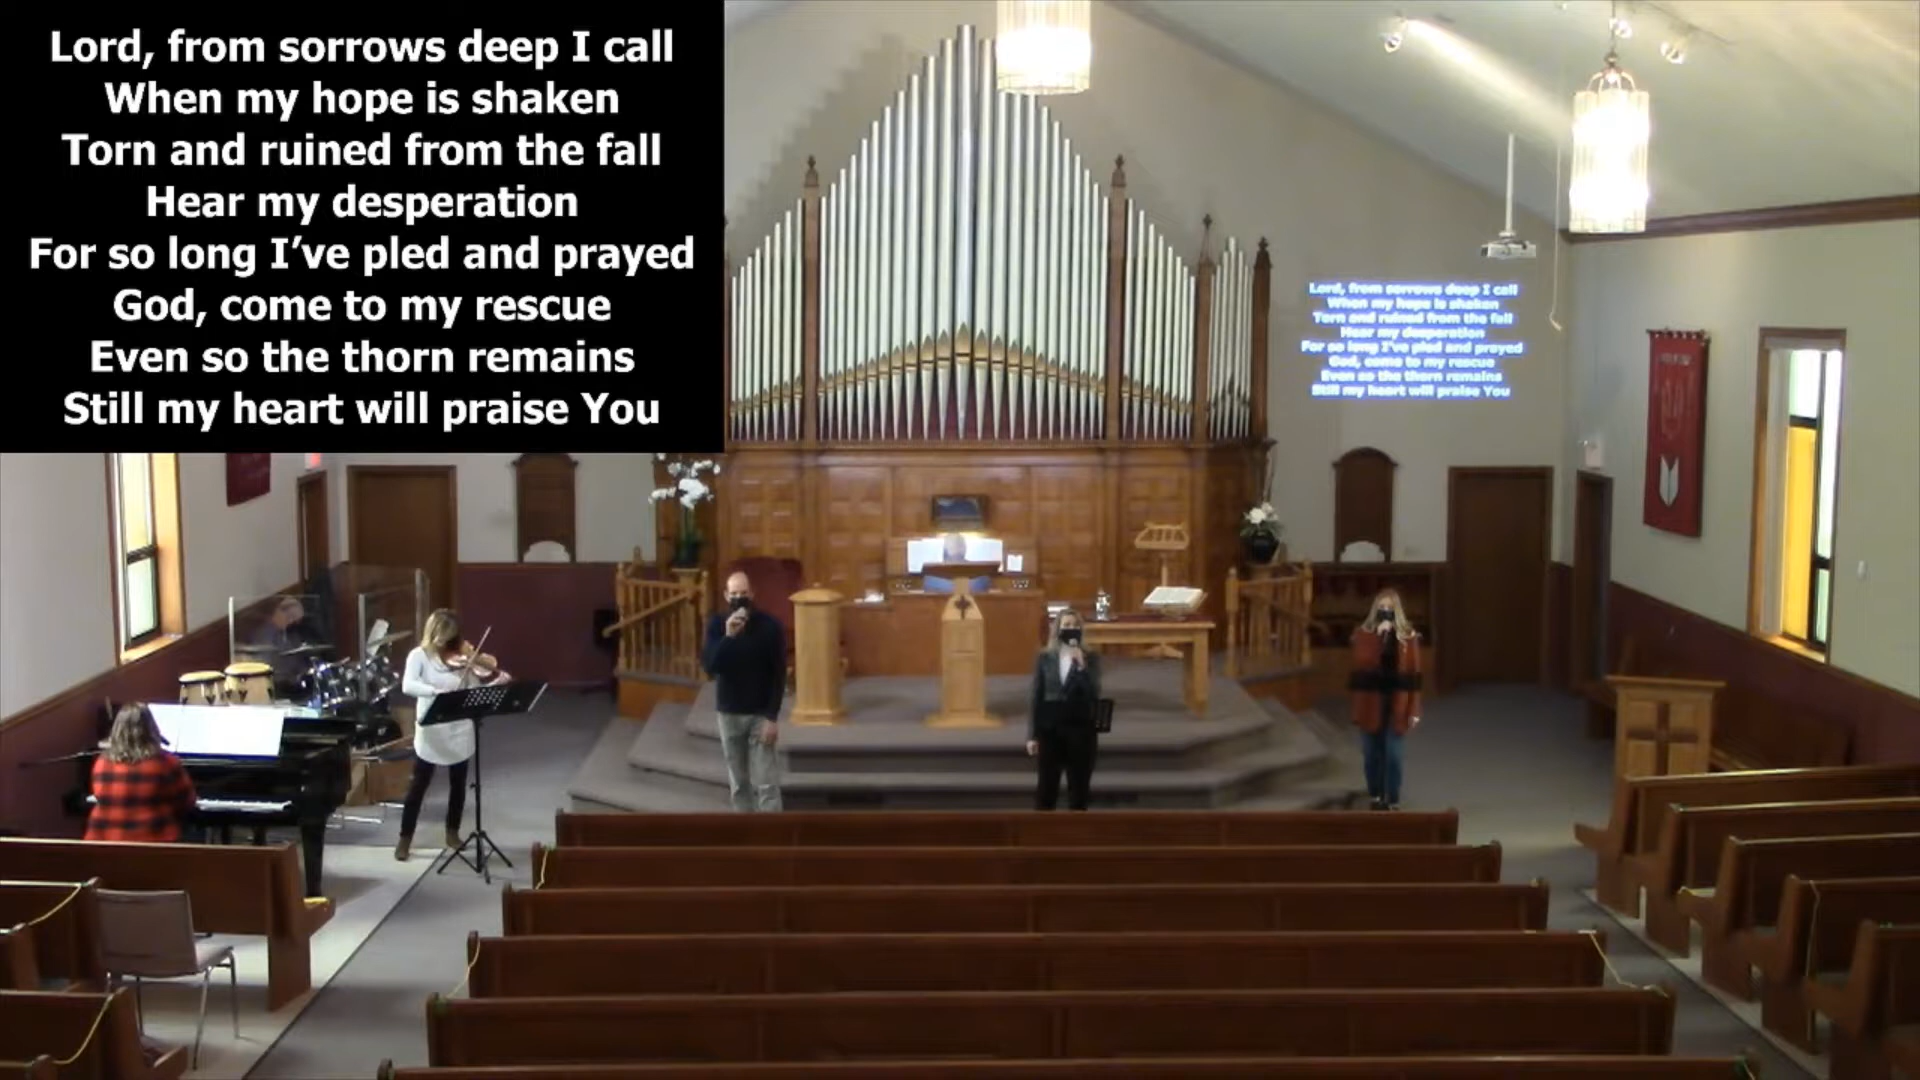 Lord, from sorrows deep I call
When my hope is shaken
Torn and ruined from the fall
Hear my desperation
For so long I've pled and prayed
God, come to my rescue
Even so the thorn remains
Still my heart will praise You
Lord, from sorrows deep I call
When my hope is shaken
Torn and ruined from the fall
Hear my desperation
For so long I've pled and prayed
God, come to my rescue
Even so the thorn remains
Still my heart will praise You